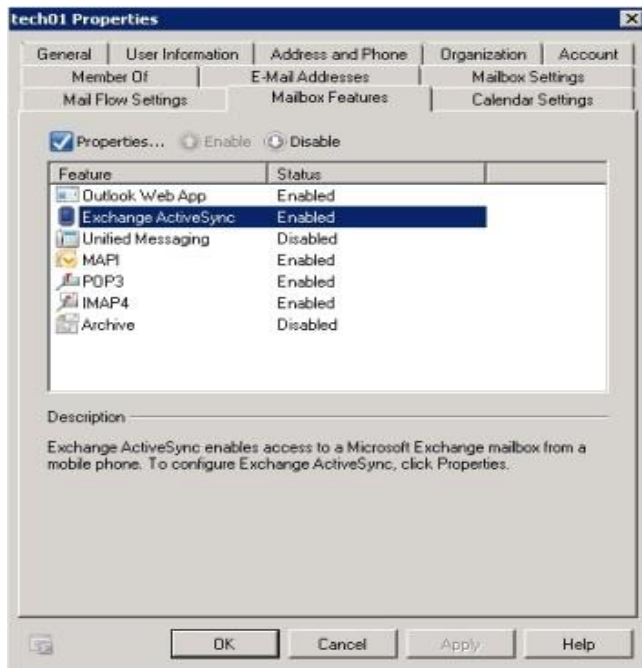 tech01 Properties
General User Information Address and Phone Organization Account
Member Of E-Mail Addresses Mailbox Settings
Mail Flow Settings Mailbox Features Calendar Settings
Properties... Enable Disable
Feature Status
Outlook Web App Enabled
Exchange ActiveSync Enabled
Unified Messaging Disabled
MAPI Enabled
POP3 Enabled
IMAP4 Enabled
Archive Disabled
Description
Exchange ActiveSync enables access to a Microsoft Exchange mailbox from a
mobile phone. To configure Exchange ActiveSync, click Properties.
OK Cancel Apply Help